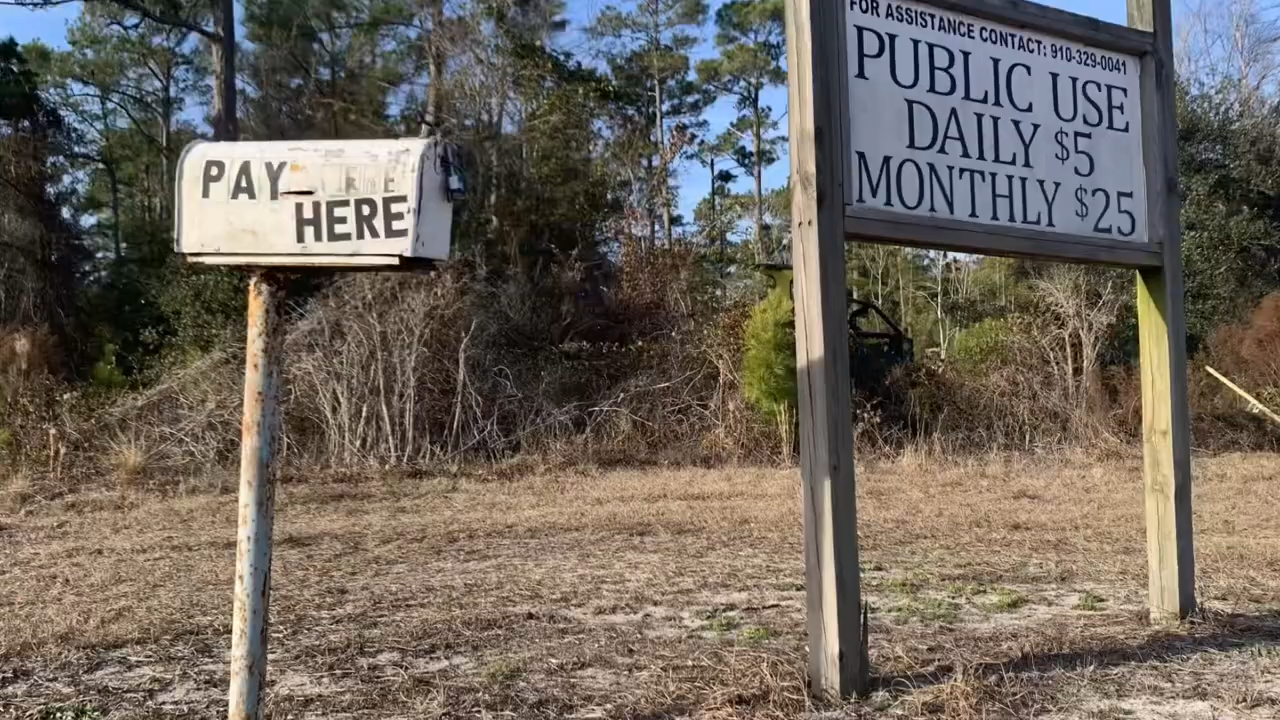 PAY
HERE
FOR ASSISTANCE CONTACT: 910-329-0041
PUBLIC USE
DAILY $5
MONTHLY $25